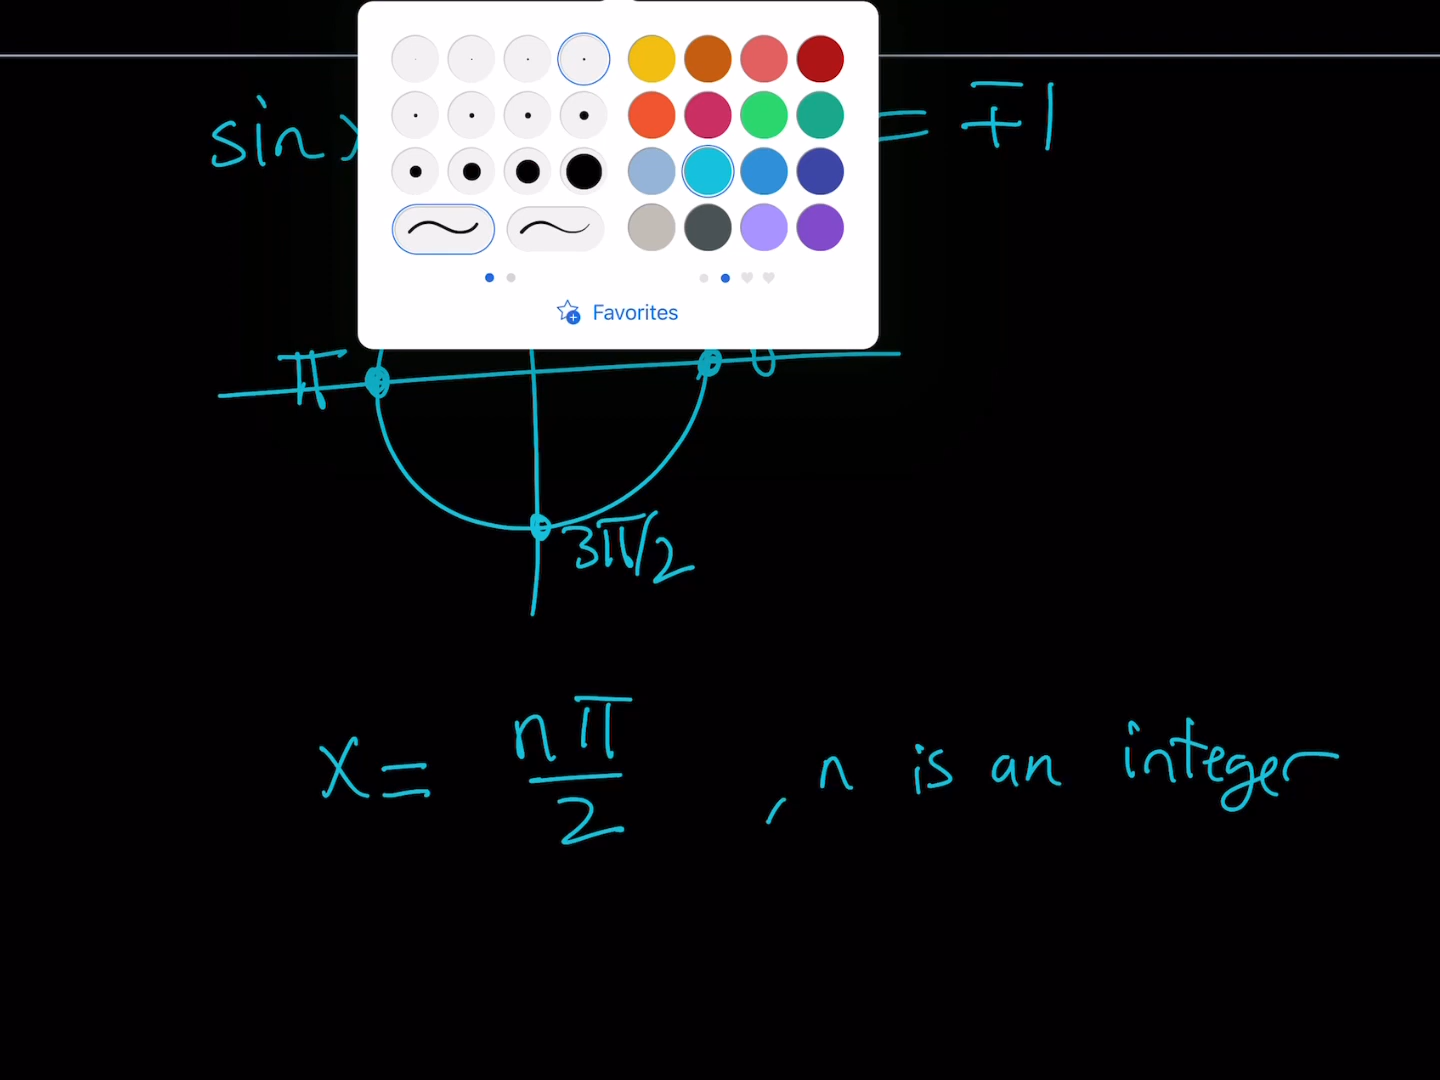 sin x = ∓1
Favorites
π 0
3π/2
x = nπ/2 , n is an integer